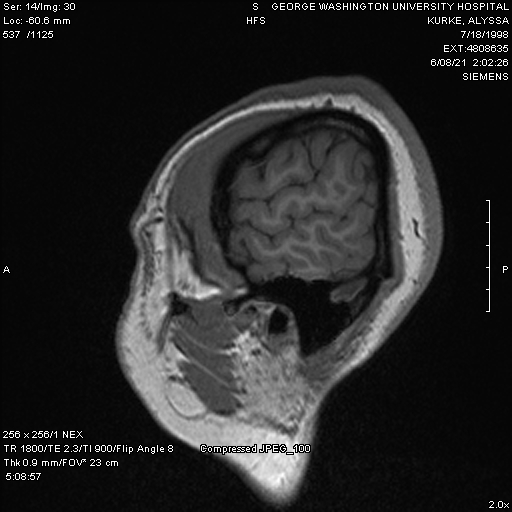 Ser: 14/Img: 30
Loc: -60.6 mm
537 /1125
S
HFS
GEORGE WASHINGTON UNIVERSITY HOSPITAL
KURKE, ALYSSA
7/18/1998
EXT:4808635
6/08/21 2:02:26
SIEMENS
A
P
256 x 256/1 NEX
TR 1800/TE 2.3/TI 900/Flip Angle 8
Thk 0.9 mm/FOV* 23 cm
5:08:57
Compressed JPEG_100
2.0x